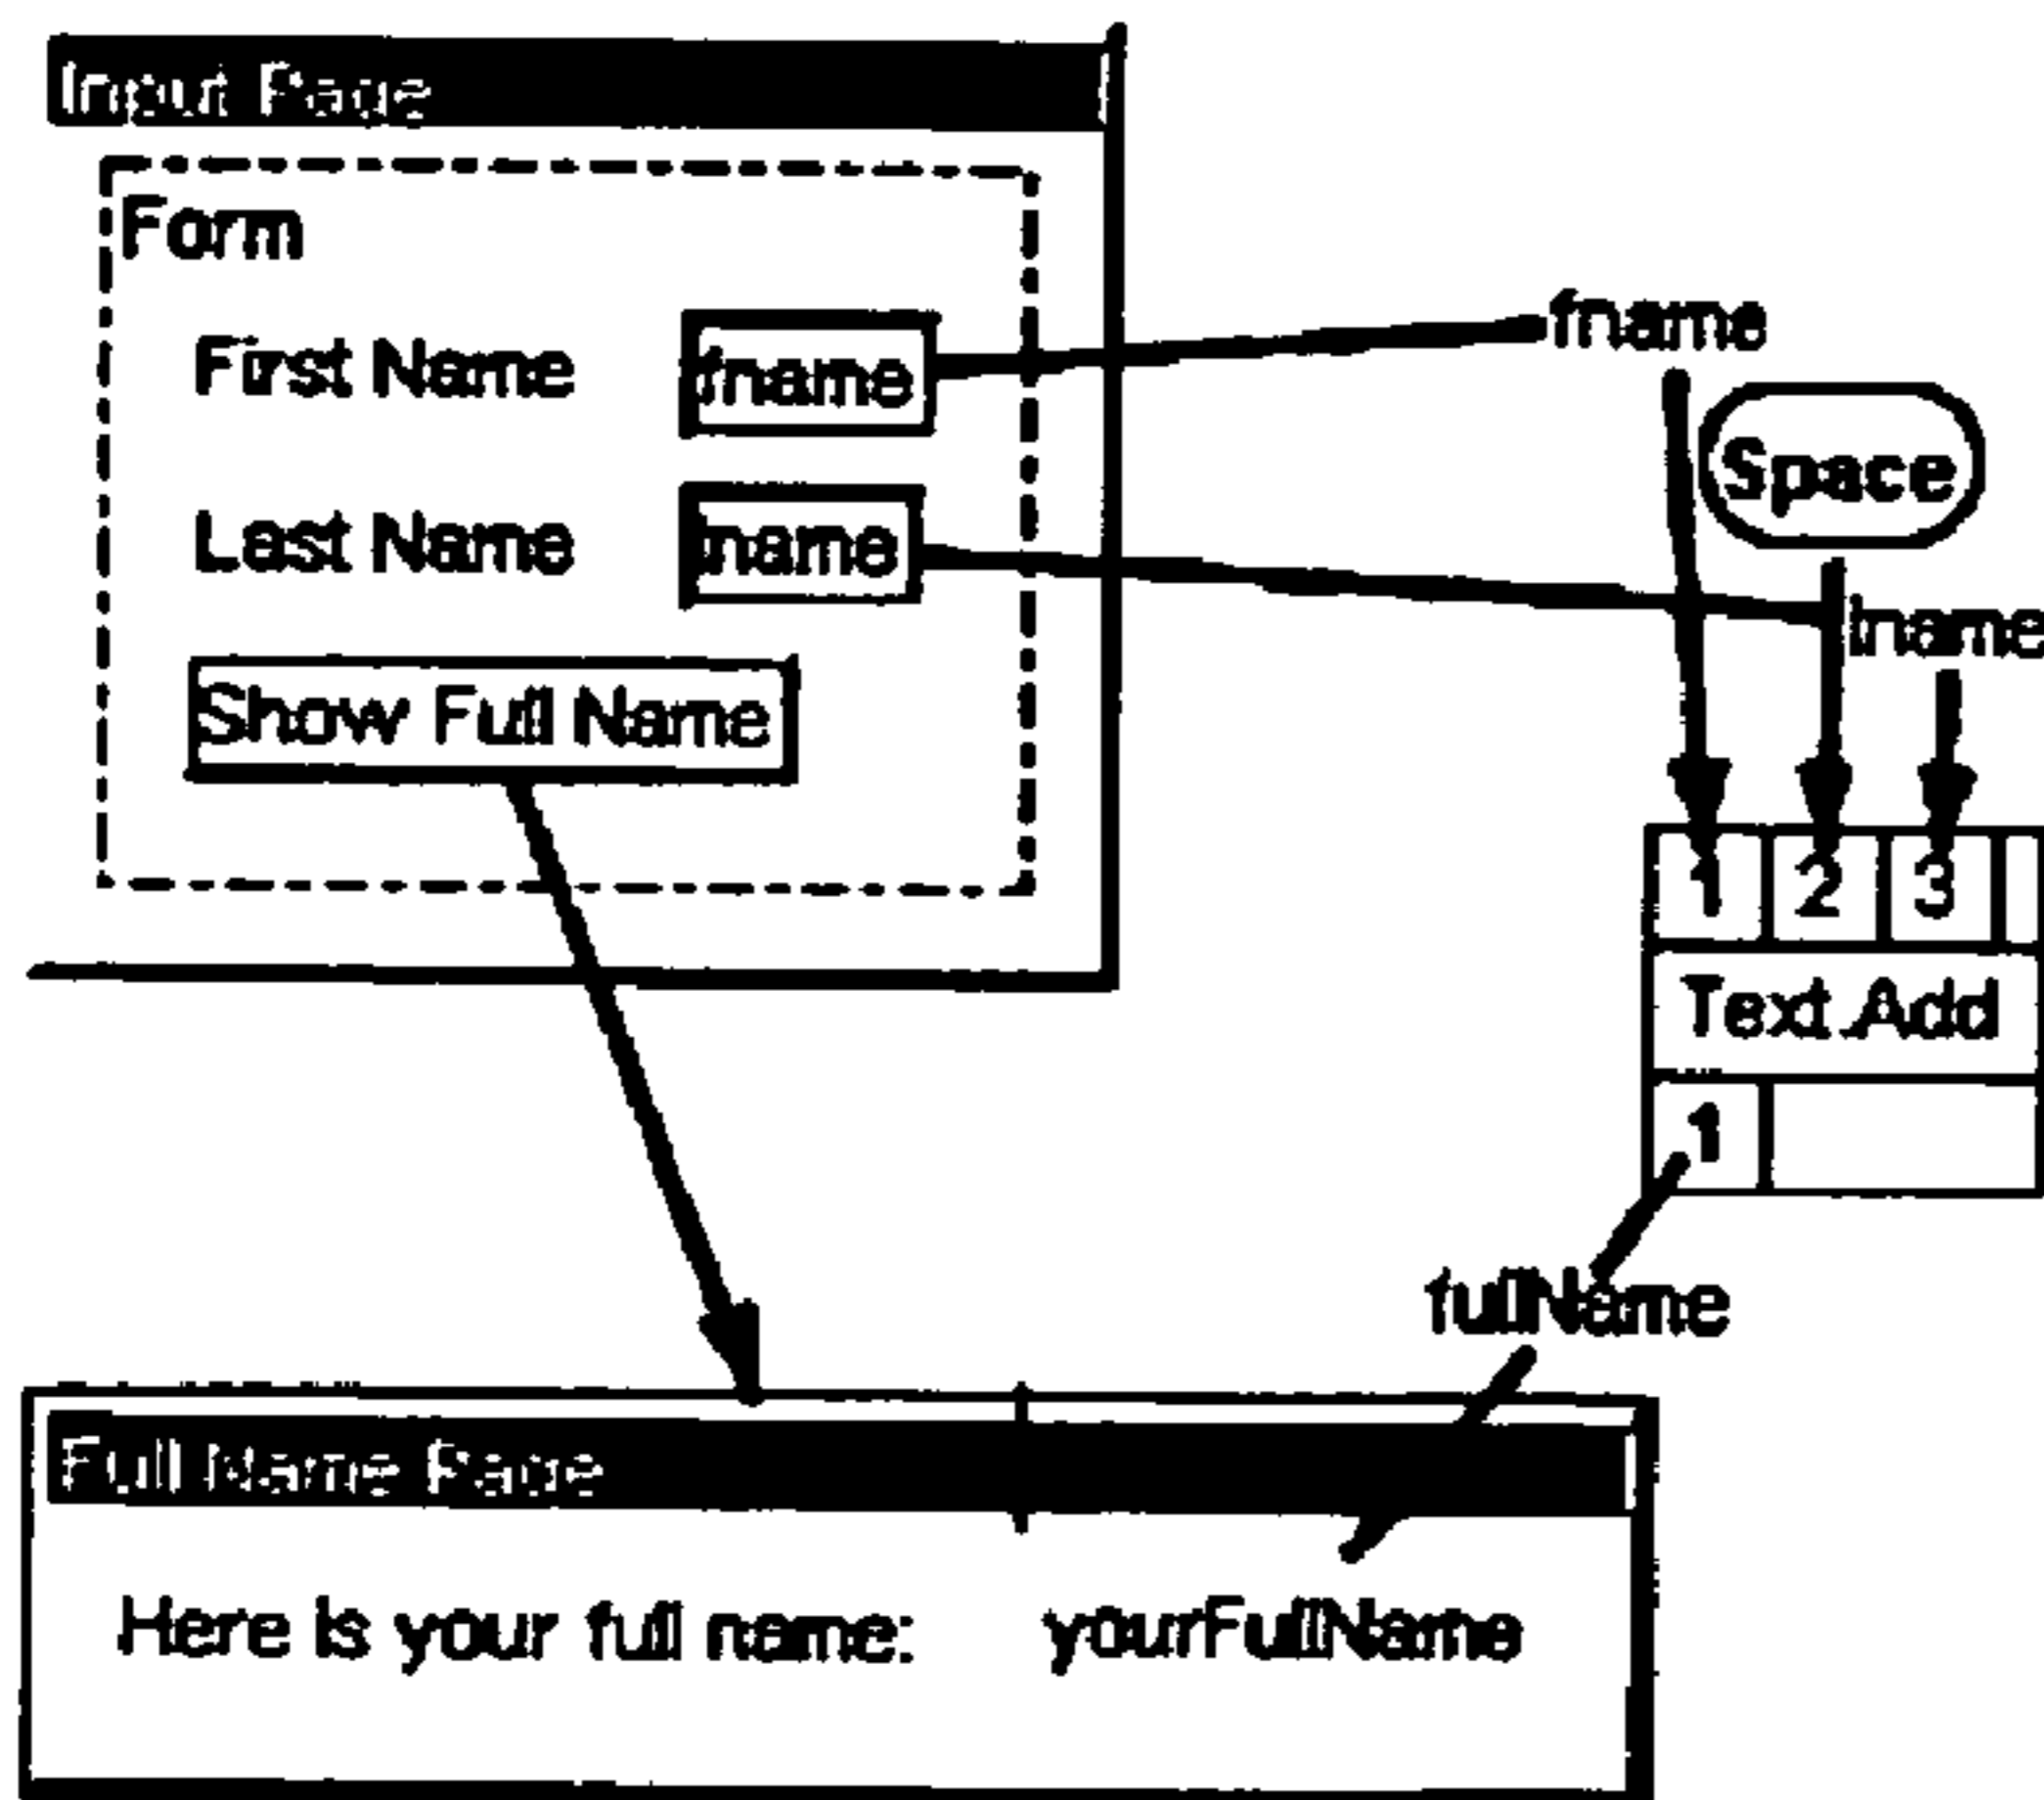 Input Page
Form
First Name fname
Last Name lname
Show Full Name
fname
Space
lname
1 2 3
Text.Add
1
fullName
Full Name Page
Here is your full name: yourFullName